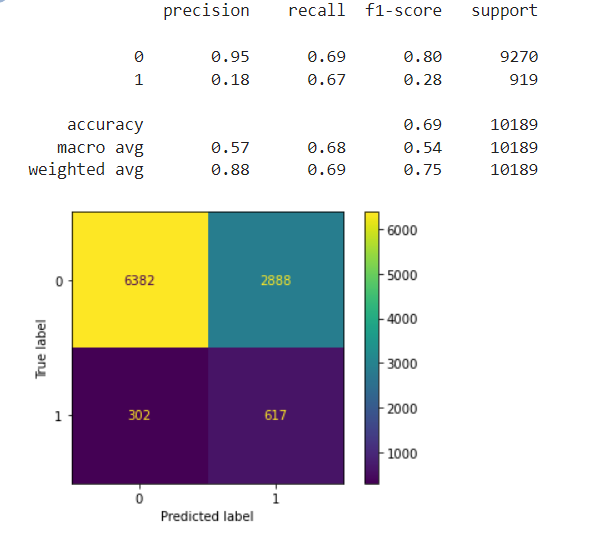 precision recall f1-score support
0 0.95 0.69 0.80 9270
1 0.18 0.67 0.28 919
accuracy 0.69 10189
macro avg 0.57 0.68 0.54 10189
weighted avg 0.88 0.69 0.75 10189
6000
0 6382 2888
5000
4000
True label
3000
1 302 617
2000
1000
0 1
Predicted label